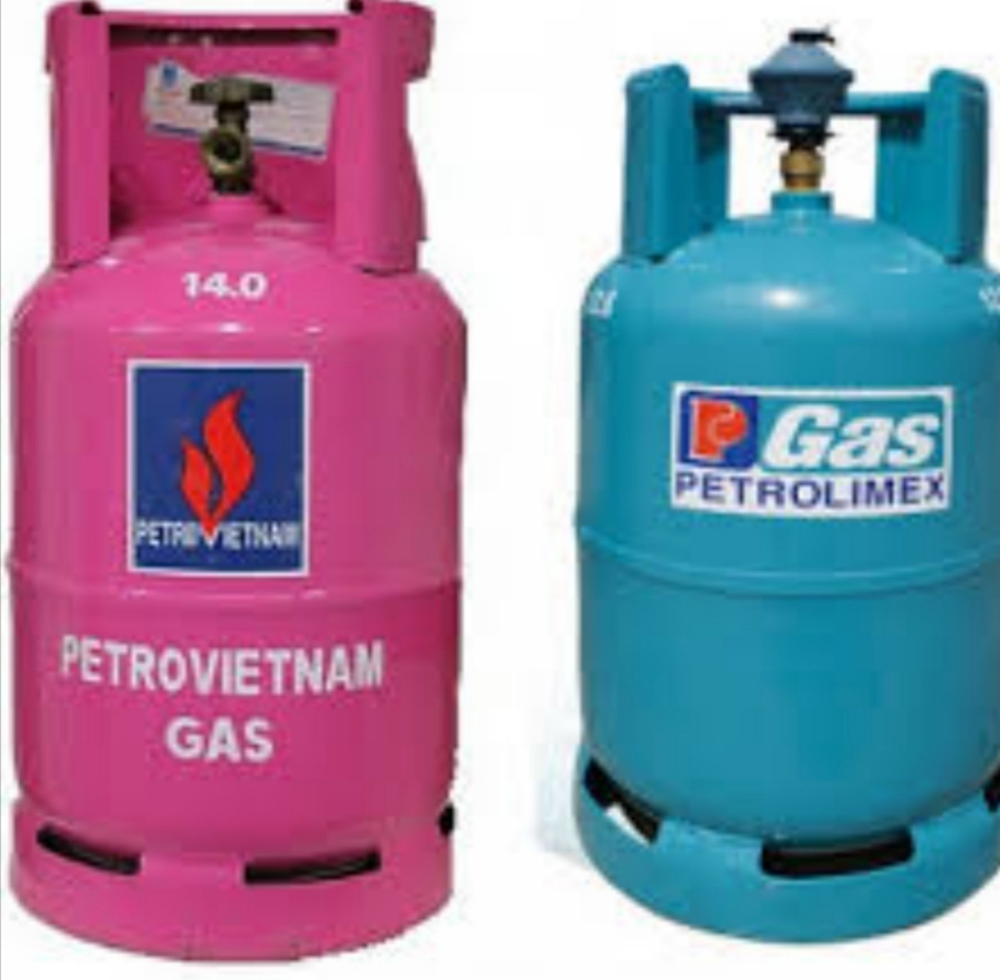 14.0
PETROVIETNAM
PETROVIETNAM
GAS
P Gas
PETROLIMEX